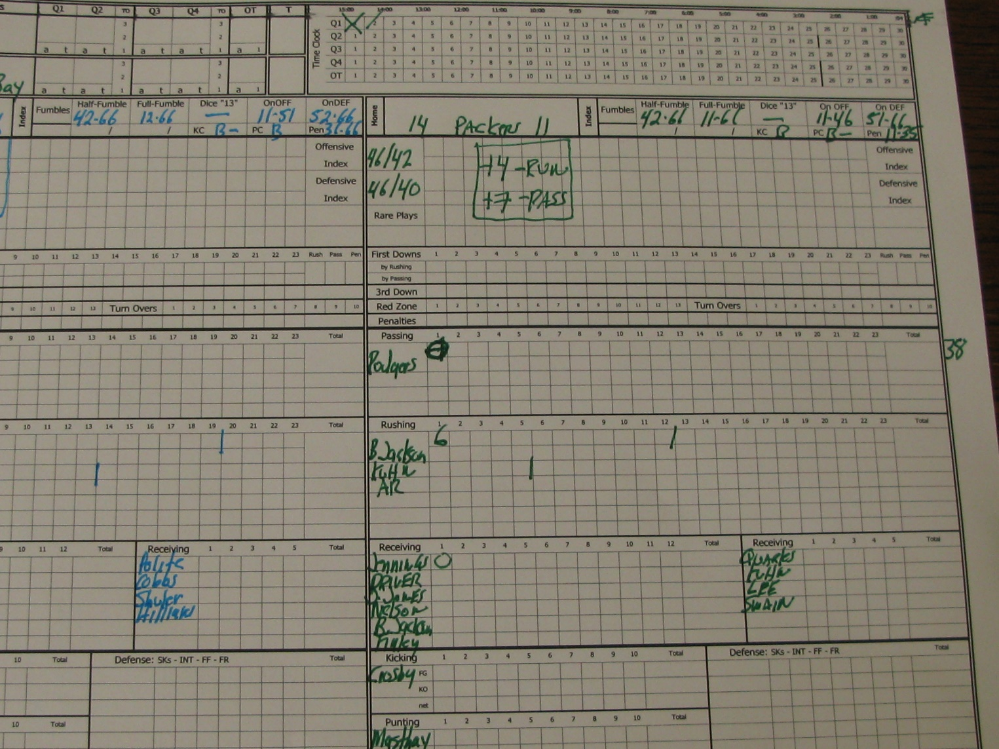 s Q1 Q2 TO Q3 Q4 TO OT T
15:00 14:00 13:00 12:00 11:00 10:00 9:00 8:00 7:00 6:00 5:00 4:00 3:00 2:00 1:00
Time Clock
Q1 2 3 4 5 6 7 8 9 10 11 12 13 14 15 16 17 18 19 20 21 22 23 24 25 26 27 28 29 30
Q2 1 2 3 4 5 6 7 8 9 10 11 12 13 14 15 16 17 18 19 20 21 22 23 24 25 26 27 28 29 30
Q3 1 2 3 4 5 6 7 8 9 10 11 12 13 14 15 16 17 18 19 20 21 22 23 24 25 26 27 28 29 30
Q4 1 2 3 4 5 6 7 8 9 10 11 12 13 14 15 16 17 18 19 20 21 22 23 24 25 26 27 28 29 30
OT 1 2 3 4 5 6 7 8 9 10 11 12 13 14 15 16 17 18 19 20 21 22 23 24 25 26 27 28 29 30
3 3
2 2
a t a t 1 a t a t 1 a 1
3 3
2 2
Bay a t a t 1 a t a t 1 a 1
Index Fumbles Half-Fumble Full-Fumble Dice "13" OnOFF OnDEF
42-66 12-66 — 11-51 52-66
KC B- PC B Pen 31-66
Home 14 PACKERS 11
Index Fumbles Half-Fumble Full-Fumble Dice "13" On OFF On DEF
42-66 11-61 — 11-46 51-66
KC B PC B- Pen 11-35
Offensive
Index
Defensive
Index
46/42
46/40
+4 -RUN
+7 -PASS
Rare Plays
Offensive
Index
Defensive
Index
9 10 11 12 13 14 15 16 17 18 19 20 21 22 23 Rush Pass Pen
First Downs 1 2 3 4 5 6 7 8 9 10 11 12 13 14 15 16 17 18 19 20 21 22 23 Rush Pass Pen
by Rushing
by Passing
3rd Down
9 10 11 12 13 Turn Overs 1 2 3 4 5 6 7 8 9 10
Red Zone 1 2 3 4 5 6 7 8 9 10 11 12 13 Turn Overs 1 2 3 4 5 6 7 8 9 10
Penalties
9 10 11 12 13 14 15 16 17 18 19 20 21 22 23 Total
Passing 1 2 3 4 5 6 7 8 9 10 11 12 13 14 15 16 17 18 19 20 21 22 23 Total
Rodgers
38
9 10 11 12 13 14 15 16 17 18 19 20 21 22 23 Total
Rushing 1 2 3 4 5 6 7 8 9 10 11 12 13 14 15 16 17 18 19 20 21 22 23 Total
B. Jackson 6
KUHN
AR
9 10 11 12 Total
Receiving 1 2 3 4 5 Total
Polite
Cobbs
Shuler
Hilliard
Receiving 1 2 3 4 5 6 7 8 9 10 11 12 Total
JENNINGS 0
DRIVER
J. JONES
Nelson
B. Jackson
Finley
Receiving 1 2 3 4 5 Total
QUARLES
KUHN
LEE
SWAIN
10 Total
Defense: SKs - INT - FF - FR Total
Kicking 1 2 3 4 5 6 7 8 9 10 Total
Crosby FG
KO
net
Defense: SKs - INT - FF - FR Total
10 Total
Punting 1 2 3 4 5 6 7 8 9 10 Total
Masthay